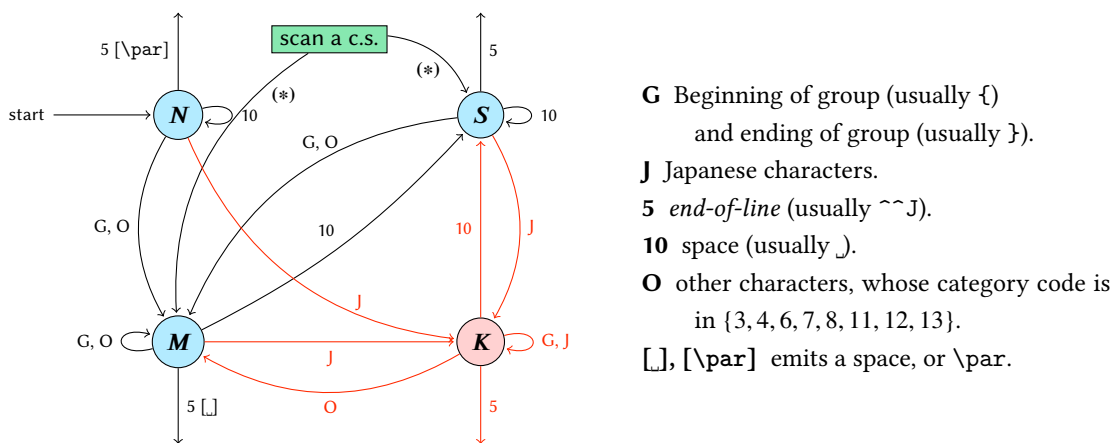 5 [\par]
scan a c.s.
5
(∗)
(∗)
start
N
10
S
10
G, O
G, O
10
10
J
J
G, O
M
J
K
G, J
O
5 [␣]
5
G Beginning of group (usually {)
and ending of group (usually }).
J Japanese characters.
5 end-of-line (usually ^^J).
10 space (usually ␣).
O other characters, whose category code is
in {3, 4, 6, 7, 8, 11, 12, 13}.
[␣], [\par] emits a space, or \par.